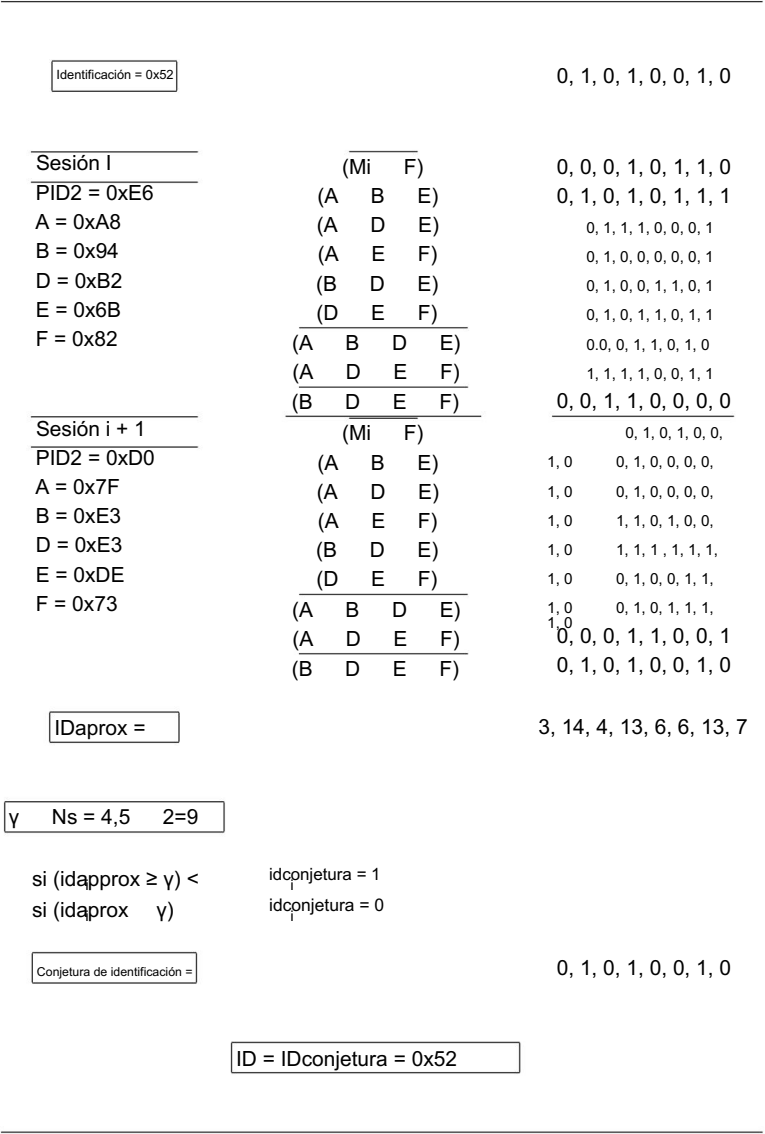 Identificación = 0x52 0, 1, 0, 1, 0, 0, 1, 0
Sesión I (Mi F) 0, 0, 0, 1, 0, 1, 1, 0
PID2 = 0xE6 (A B E) 0, 1, 0, 1, 0, 1, 1, 1
A = 0xA8 (A D E) 0, 1, 1, 1, 0, 0, 0, 1
B = 0x94 (A E F) 0, 1, 0, 0, 0, 0, 0, 1
D = 0xB2 (B D E) 0, 1, 0, 0, 1, 1, 0, 1
E = 0x6B (D E F) 0, 1, 0, 1, 1, 0, 1, 1
F = 0x82 (A B D E) 0.0, 0, 1, 1, 0, 1, 0
(A D E F) 1, 1, 1, 1, 0, 0, 1, 1
(B D E F) 0, 0, 1, 1, 0, 0, 0, 0
Sesión i + 1 (Mi F) 0, 1, 0, 1, 0, 0,
PID2 = 0xD0 (A B E) 1, 0 0, 1, 0, 0, 0, 0,
A = 0x7F (A D E) 1, 0 0, 1, 0, 0, 0, 0,
B = 0xE3 (A E F) 1, 0 1, 1, 0, 1, 0, 0,
D = 0xE3 (B D E) 1, 0 1, 1, 1 , 1, 1, 1,
E = 0xDE (D E F) 1, 0 0, 1, 0, 0, 1, 1,
F = 0x73 (A B D E) 1, 0 0, 1, 0, 1, 1, 1,
1, 0
(A D E F) 0, 0, 0, 1, 1, 0, 0, 1
(B D E F) 0, 1, 0, 1, 0, 0, 1, 0
IDaprox = 3, 14, 4, 13, 6, 6, 13, 7
γ Ns = 4,5 2=9
si (idapprox ≥ γ) < idconjetura = 1
i i
si (idaprox γ) idconjetura = 0
i i
Conjetura de identificación = 0, 1, 0, 1, 0, 0, 1, 0
ID = IDconjetura = 0x52